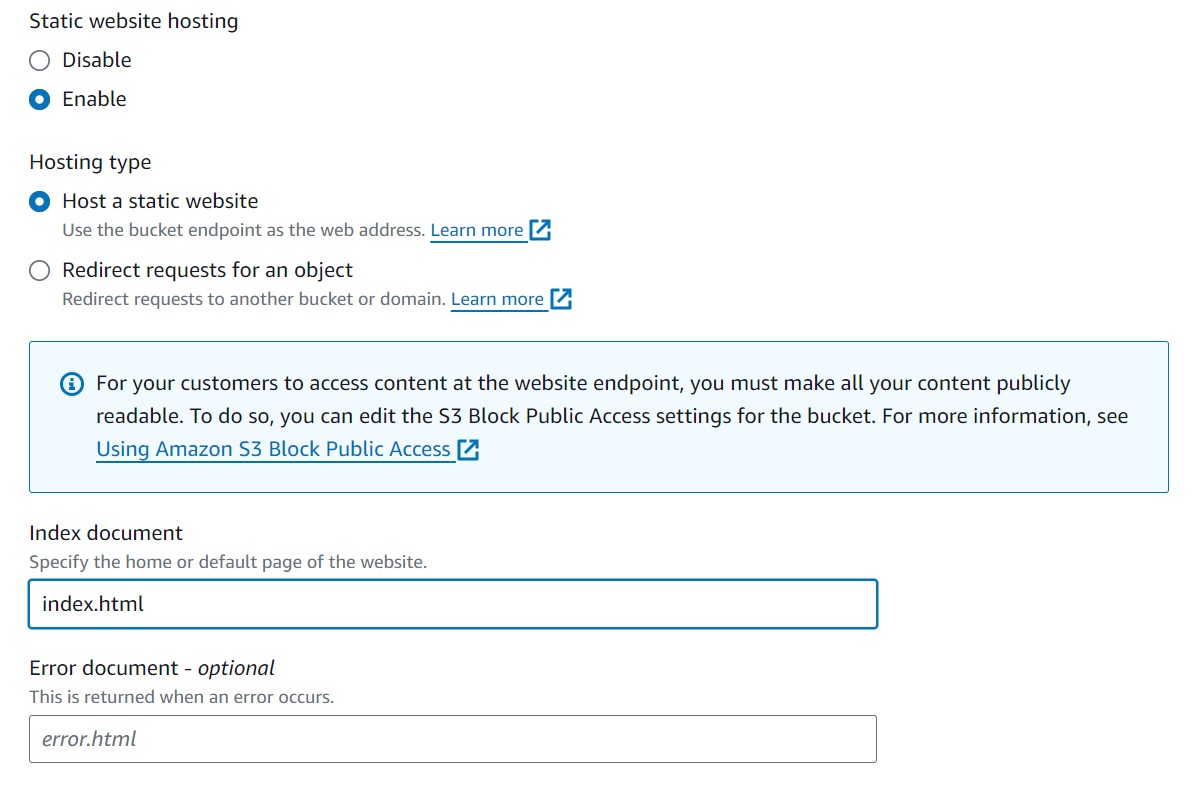 Static website hosting
Disable
Enable
Hosting type
Host a static website
Use the bucket endpoint as the web address. Learn more
Redirect requests for an object
Redirect requests to another bucket or domain. Learn more
For your customers to access content at the website endpoint, you must make all your content publicly
readable. To do so, you can edit the S3 Block Public Access settings for the bucket. For more information, see
Using Amazon S3 Block Public Access
Index document
Specify the home or default page of the website.
index.html
Error document - optional
This is returned when an error occurs.
error.html